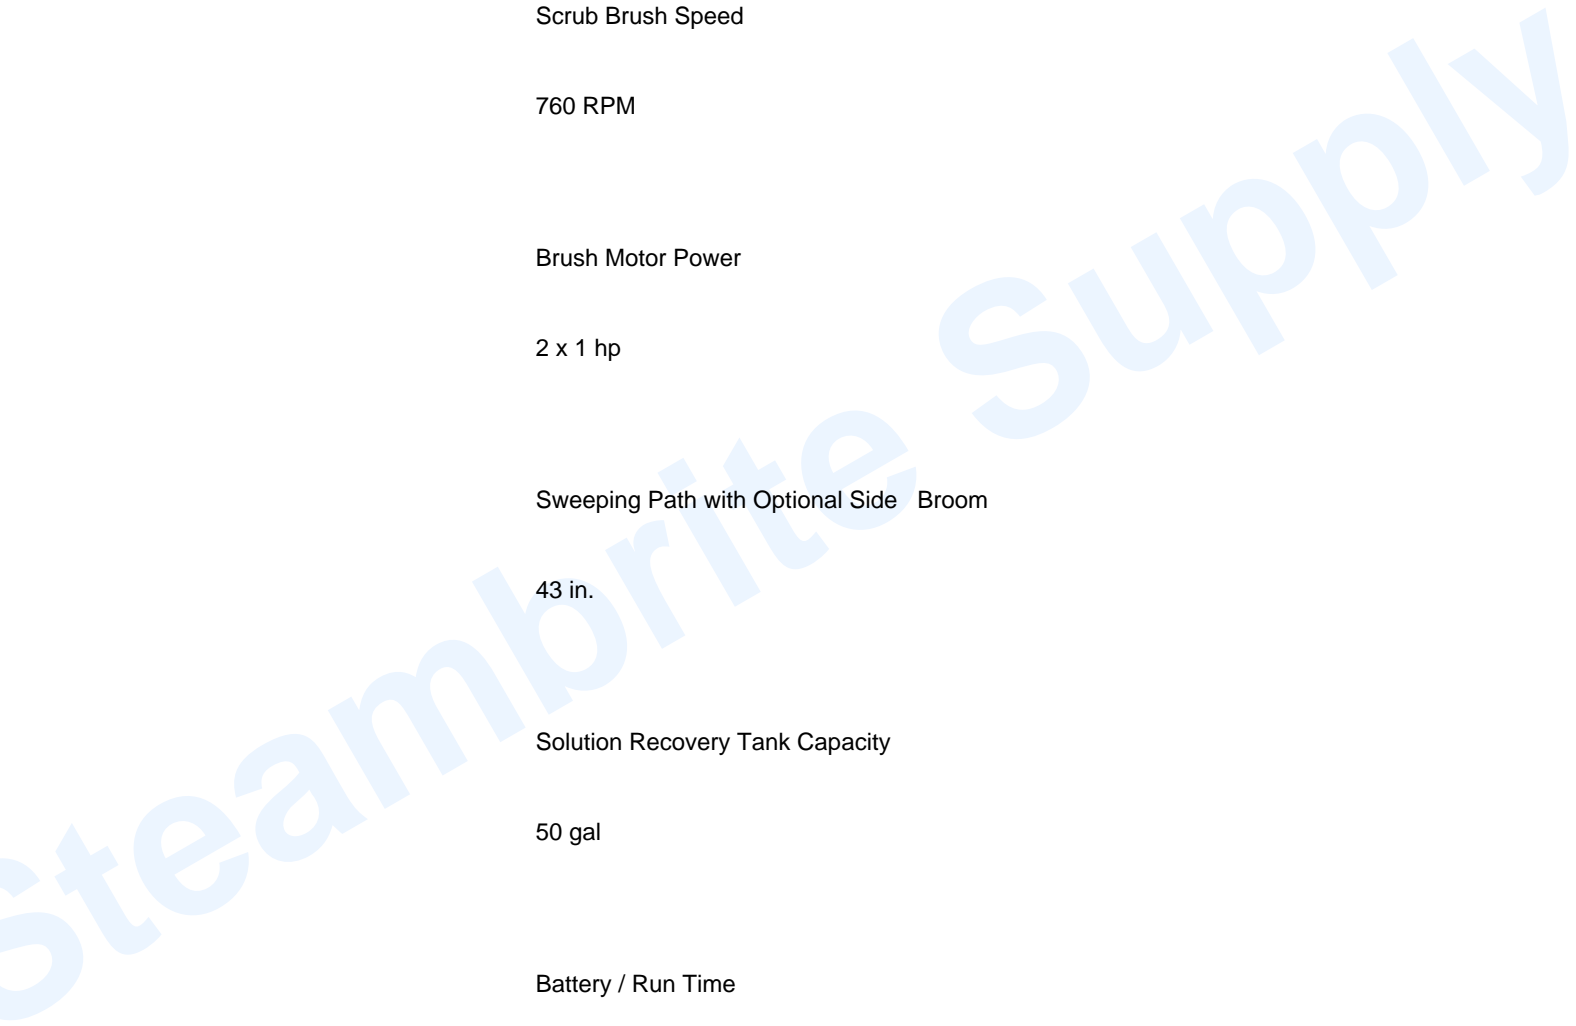 Scrub Brush Speed
760 RPM
Brush Motor Power
2 x 1 hp
Sweeping Path with Optional Side   Broom
43 in.
Solution Recovery Tank Capacity
50 gal
Battery / Run Time
Steambrite Supply